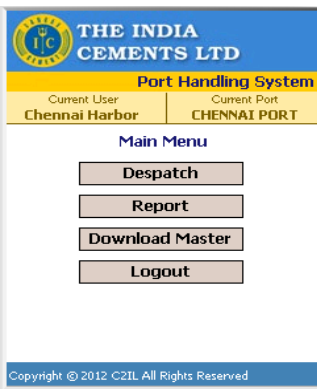 THE INDIA
CEMENTS LTD
Port Handling System
Current User
Current Port
Chennai Harbor
CHENNAI PORT
Main Menu
Despatch
Report
Download Master
Logout
Copyright © 2012 C2IL All Rights Reserved